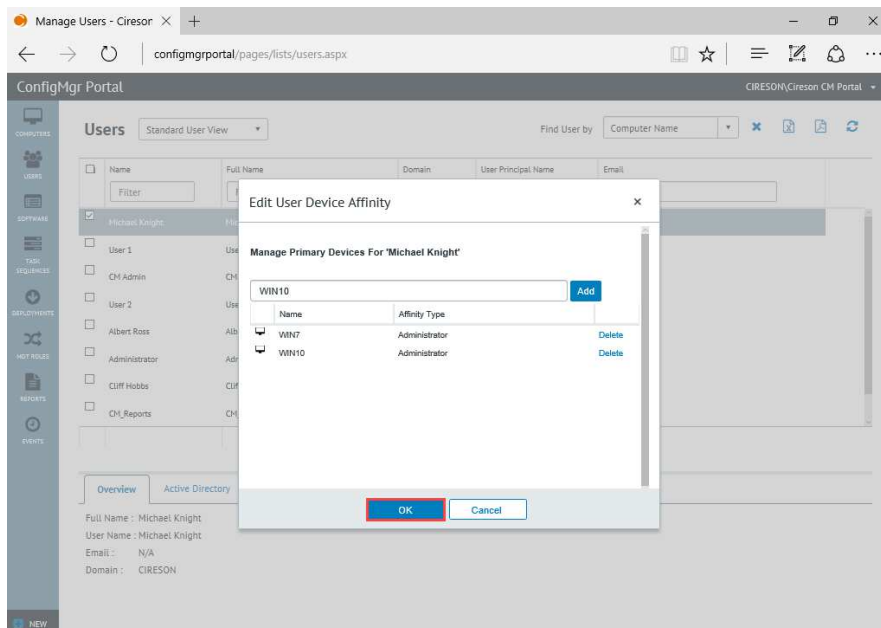 Manage Users - Cireson
configmgrportal/pages/lists/users.aspx
ConfigMgr Portal
CIRESON\Cireson CM Portal
COMPUTERS
USERS
SOFTWARE
TASK SEQUENCES
DEPLOYMENTS
MGT ROLES
REPORTS
EVENTS
NEW
Users
Standard User View
Find User by
Computer Name
Name
Full Name
Domain
User Principal Name
Email
Filter
Michael Knight
User 1
CM Admin
CM
User 2
Albert Ross
Administrator
Cliff Hobbs
CM_Reports
Edit User Device Affinity
Manage Primary Devices For 'Michael Knight'
WIN10
Add
Name
Affinity Type
WIN7
Administrator
Delete
WIN10
Administrator
Delete
OK
Cancel
Overview
Active Directory
Full Name : Michael Knight
User Name : Michael Knight
Email : N/A
Domain : CIRESON